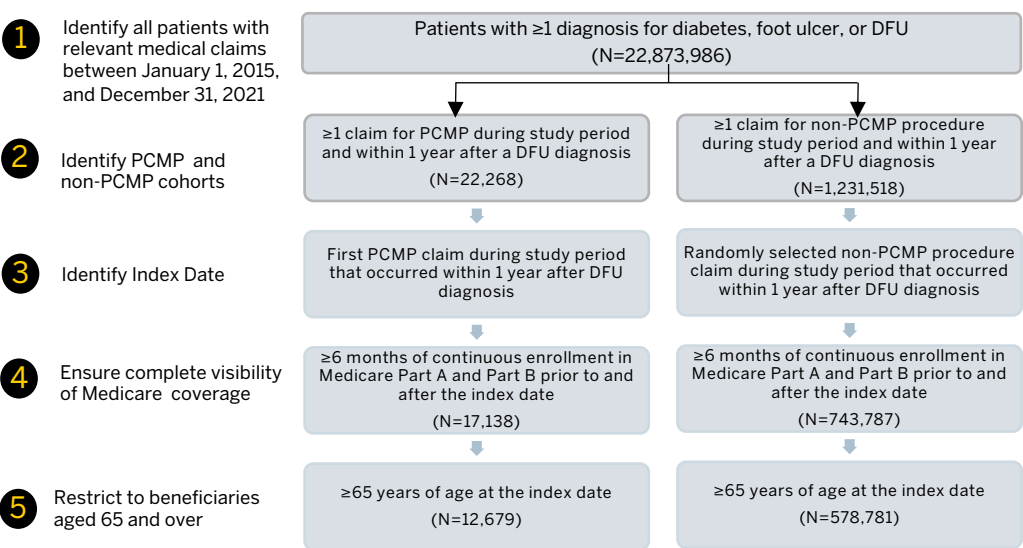 1
Identify all patients with
relevant medical claims
between January 1, 2015,
and December 31, 2021
Patients with ≥1 diagnosis for diabetes, foot ulcer, or DFU
(N=22,873,986)
2
Identify PCMP and
non-PCMP cohorts
≥1 claim for PCMP during study period
and within 1 year after a DFU diagnosis
(N=22,268)
≥1 claim for non-PCMP procedure
during study period and within 1 year
after a DFU diagnosis
(N=1,231,518)
3
Identify Index Date
First PCMP claim during study period
that occurred within 1 year after DFU
diagnosis
Randomly selected non-PCMP procedure
claim during study period that occurred
within 1 year after DFU diagnosis
4
Ensure complete visibility
of Medicare coverage
≥6 months of continuous enrollment in
Medicare Part A and Part B prior to and
after the index date
(N=17,138)
≥6 months of continuous enrollment in
Medicare Part A and Part B prior to and
after the index date
(N=743,787)
5
Restrict to beneficiaries
aged 65 and over
≥65 years of age at the index date
(N=12,679)
≥65 years of age at the index date
(N=578,781)